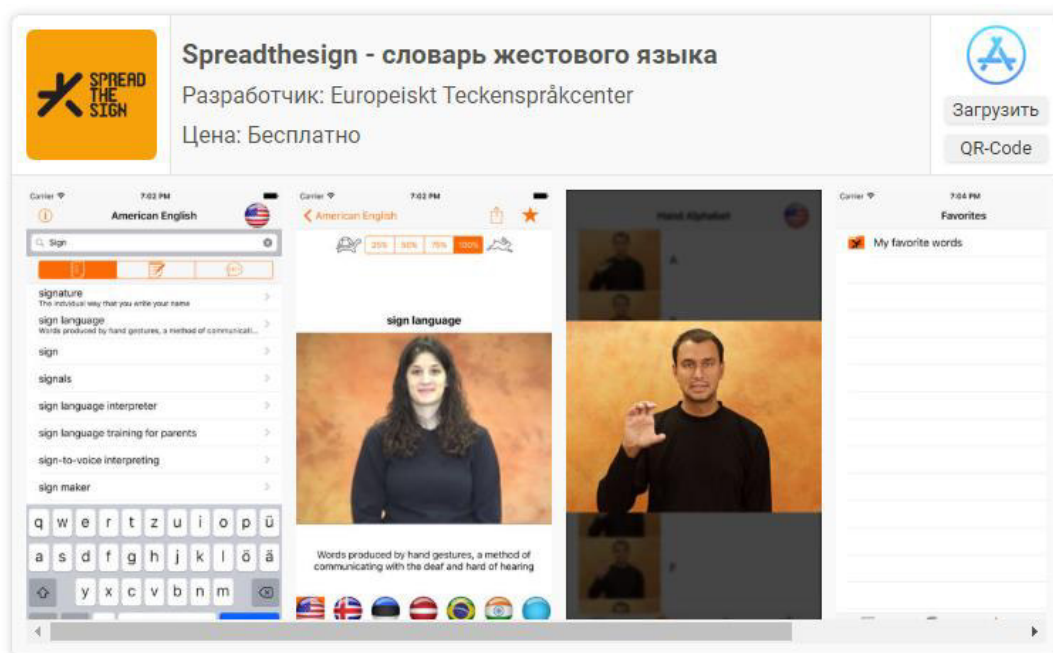 SPREAD
THE
SIGN
Spreadthesign - словарь жестового языка
Разработчик: Europeiskt Teckenspråkcenter
Цена: Бесплатно
Загрузить
QR-Code
Carrier 7:02 PM
American English
Sign
signature
The individual way that you write your name
sign language
Words produced by hand gestures, a method of communicati...
sign
signals
sign language interpreter
sign language training for parents
sign-to-voice interpreting
sign maker
q w e r t z u i o p ü
a s d f g h j k l ö ä
y x c v b n m
Carrier 7:02 PM
American English
25% 50% 75% 100%
sign language
Words produced by hand gestures, a method of
communicating with the deaf and hard of hearing
Hand Alphabet
A
F
Carrier 7:04 PM
Favorites
My favorite words